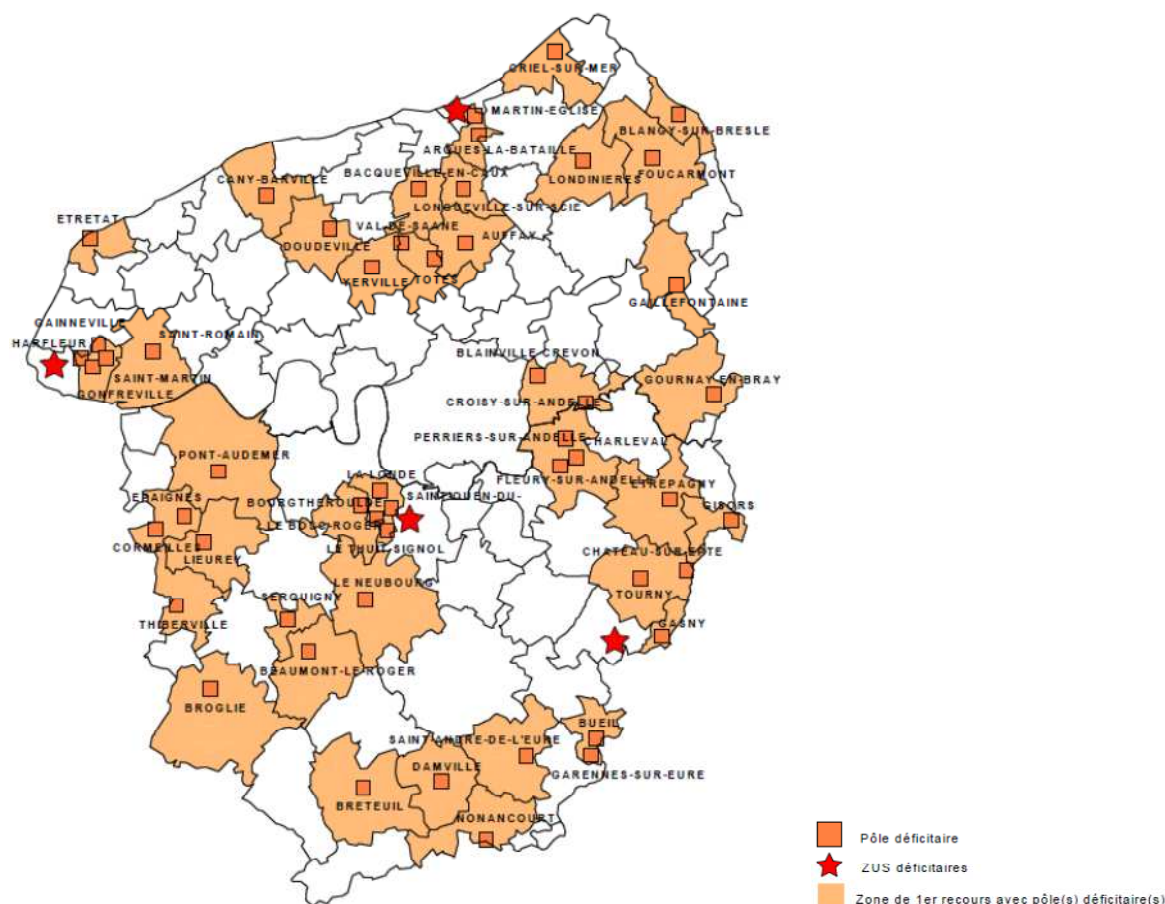 CRIEL-SUR-MER
MARTIN-EGLISE
BLANGY-SUR-BRESLE
ARQUES-LA-BATAILLE
BACQUEVILLE-EN-CAUX
LONDINIERES
FOUCARMONT
CANY-BARVILLE
LONGUEVILLE-SUR-SCIE
ETRETAT
VAL-DE-SAANE
AUFFAY
DOUDEVILLE
YERVILLE
TOTES
GAILLEFONTAINE
GAINNEVILLE
SAINT-ROMAIN
HARFLEUR
BLAINVILLE CREVON
SAINT-MARTIN
GOURNAY-EN-BRAY
GONFREVILLE
CROISY-SUR-ANDELLE
PERRIERS-SUR-ANDELLE
CHARLEVAL
PONT-AUDEMER
LA LONDE
FLEURY-SUR-ANDELLE
ETREPAGNY
EPAIGNES
BOURGTHEROULDE
SAINT-OUEN-DU-
GISORS
LE BOSC-ROGER
CORMEILLES
LE THUIT-SIGNOL
LIEUREY
CHATEAU-SUR-EPTE
LE NEUBOURG
TOURNY
SERQUIGNY
THIBERVILLE
GASNY
BEAUMONT-LE-ROGER
BROGLIE
BUEIL
SAINT-ANDRE-DE-L'EURE
DAMVILLE
GARENNES-SUR-EURE
BRETEUIL
NONANCOURT
Pôle déficitaire
ZUS déficitaires
Zone de 1er recours avec pôle(s) déficitaire(s)